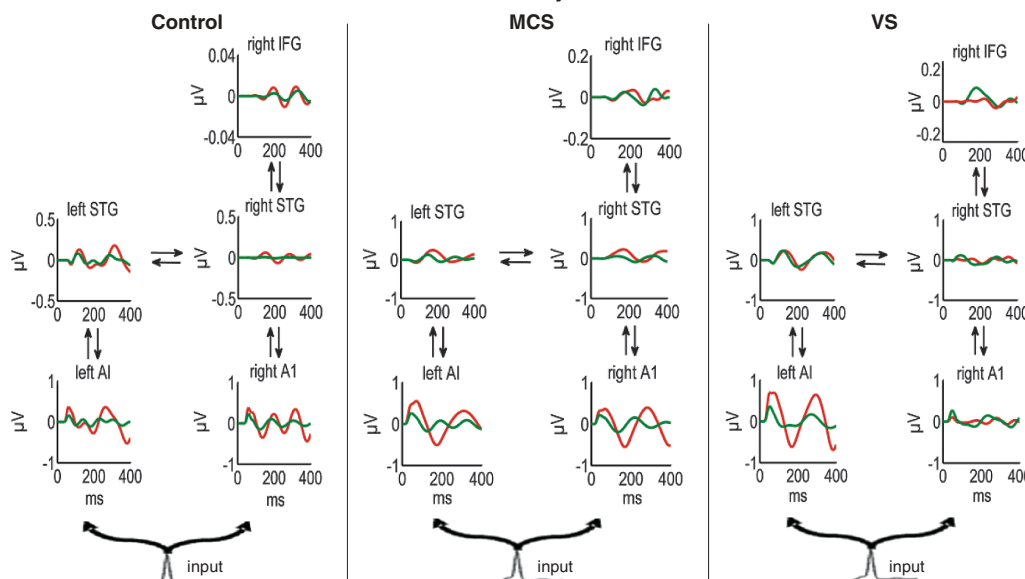 Control
MCS
VS
right IFG
0.04
0
-0.04
µV
0 200 400
left STG
0.5
0
-0.5
µV
0 200 400
right STG
0.5
0
-0.5
µV
0 200 400
left AI
1
0
-1
µV
0 200 400
ms
right A1
1
0
-1
µV
0 200 400
ms
input
right IFG
0.2
0
-0.2
µV
0 200 400
left STG
1
0
-1
µV
0 200 400
right STG
1
0
-1
µV
0 200 400
left AI
1
0
-1
µV
0 200 400
ms
right A1
1
0
-1
µV
0 200 400
ms
input
right IFG
0.2
0
-0.2
µV
0 200 400
left STG
1
0
-1
µV
0 200 400
right STG
1
0
-1
µV
0 200 400
left AI
1
0
-1
µV
0 200 400
ms
right A1
1
0
-1
µV
0 200 400
ms
input